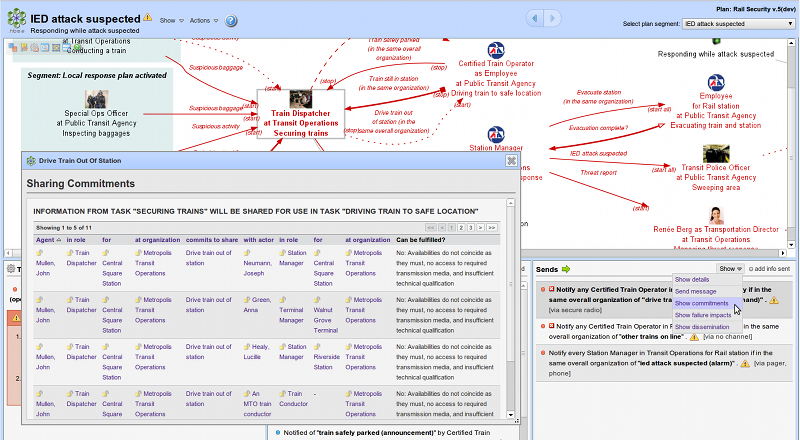 IED attack suspected
Show
Actions
Responding while attack suspected
Home
Plan: Rail Security v.5(dev)
Select plan segment: IED attack suspected
at Transit Operations
Conducting a train
Segment: Local response plan activated
Special Ops Officer
at Public Transit Agency
Inspecting baggages
Suspicious baggage
Suspicious baggage
Suspicious activity
(stop)
(start)
(start)
Train Dispatcher
at Transit Operations
Securing trains
Train safely parked
(in the same overall
organization)
Train still in station
(in the same organization)
Drive train out
of station (in the
same overall
organization)
(stop)
(stop)
(start)
Certified Train Operator
as Employee
at Public Transit Agency
Driving train to safe location
Station Manager
Evacuate station
(in the same organization)
Evacuation complete?
IED attack suspected
Threat report
(start all)
(start all)
(start)
Responding while attack suspected
Employee
for Rail station
at Public Transit Agency
Evacuating train and station
Transit Police Officer
at Public Transit Agency
Sweeping area
Renée Berg as Transportation Director
at Transit Operations
Drive Train Out Of Station
Sharing Commitments
INFORMATION FROM TASK "SECURING TRAINS" WILL BE SHARED FOR USE IN TASK "DRIVING TRAIN TO SAFE LOCATION"
Showing 1 to 5 of 11
<< < 1 2 3 > >>
Agent in role for at organization commits to share with actor in role for at organization Can be fulfilled?
Mullen, John Train Dispatcher Central Square Station Metropolis Transit Operations Drive train out of station Neumann, Joseph Station Manager Central Square Station Metropolis Transit Operations No: Availabilities do not coincide as they must, no access to required transmission media, and insufficient technical qualification
Mullen, John Train Dispatcher Central Square Station Metropolis Transit Operations Drive train out of station Green, Anna Terminal Manager Walnut Grove Terminal Metropolis Transit Operations No: Availabilities do not coincide as they must, no access to required transmission media, and insufficient technical qualification
Mullen, John Train Dispatcher Central Square Station Metropolis Transit Operations Drive train out of station Healy, Lucille Station Manager Riverside Station Metropolis Transit Operations No: Availabilities do not coincide as they must, no access to required transmission media, and insufficient technical qualification
Mullen, John Train Dispatcher Central Square Station Metropolis Transit Operations Drive train out of station An MTO train conductor Train Conductor - Metropolis Transit Operations No: Availabilities do not coincide as they must, no access to required transmission media, and insufficient technical qualification
Sends
Show
add info sent
Show details
Send message
Show commitments
Show failure impacts
Show dissemination
Notify any Certified Train Operator in
y if in the
same overall organization of "drive tra
)" .
[via secure radio]
Notify any Certified Train Operator in
in the same
overall organization of "other trains on line" . [via no channel]
Notify every Station Manager in Transit Operations for Rail station if in the
same overall organization of "ied attack suspected (alarm)" . [via pager,
phone]
Notified of "train safely parked (announcement)" by Certified Train